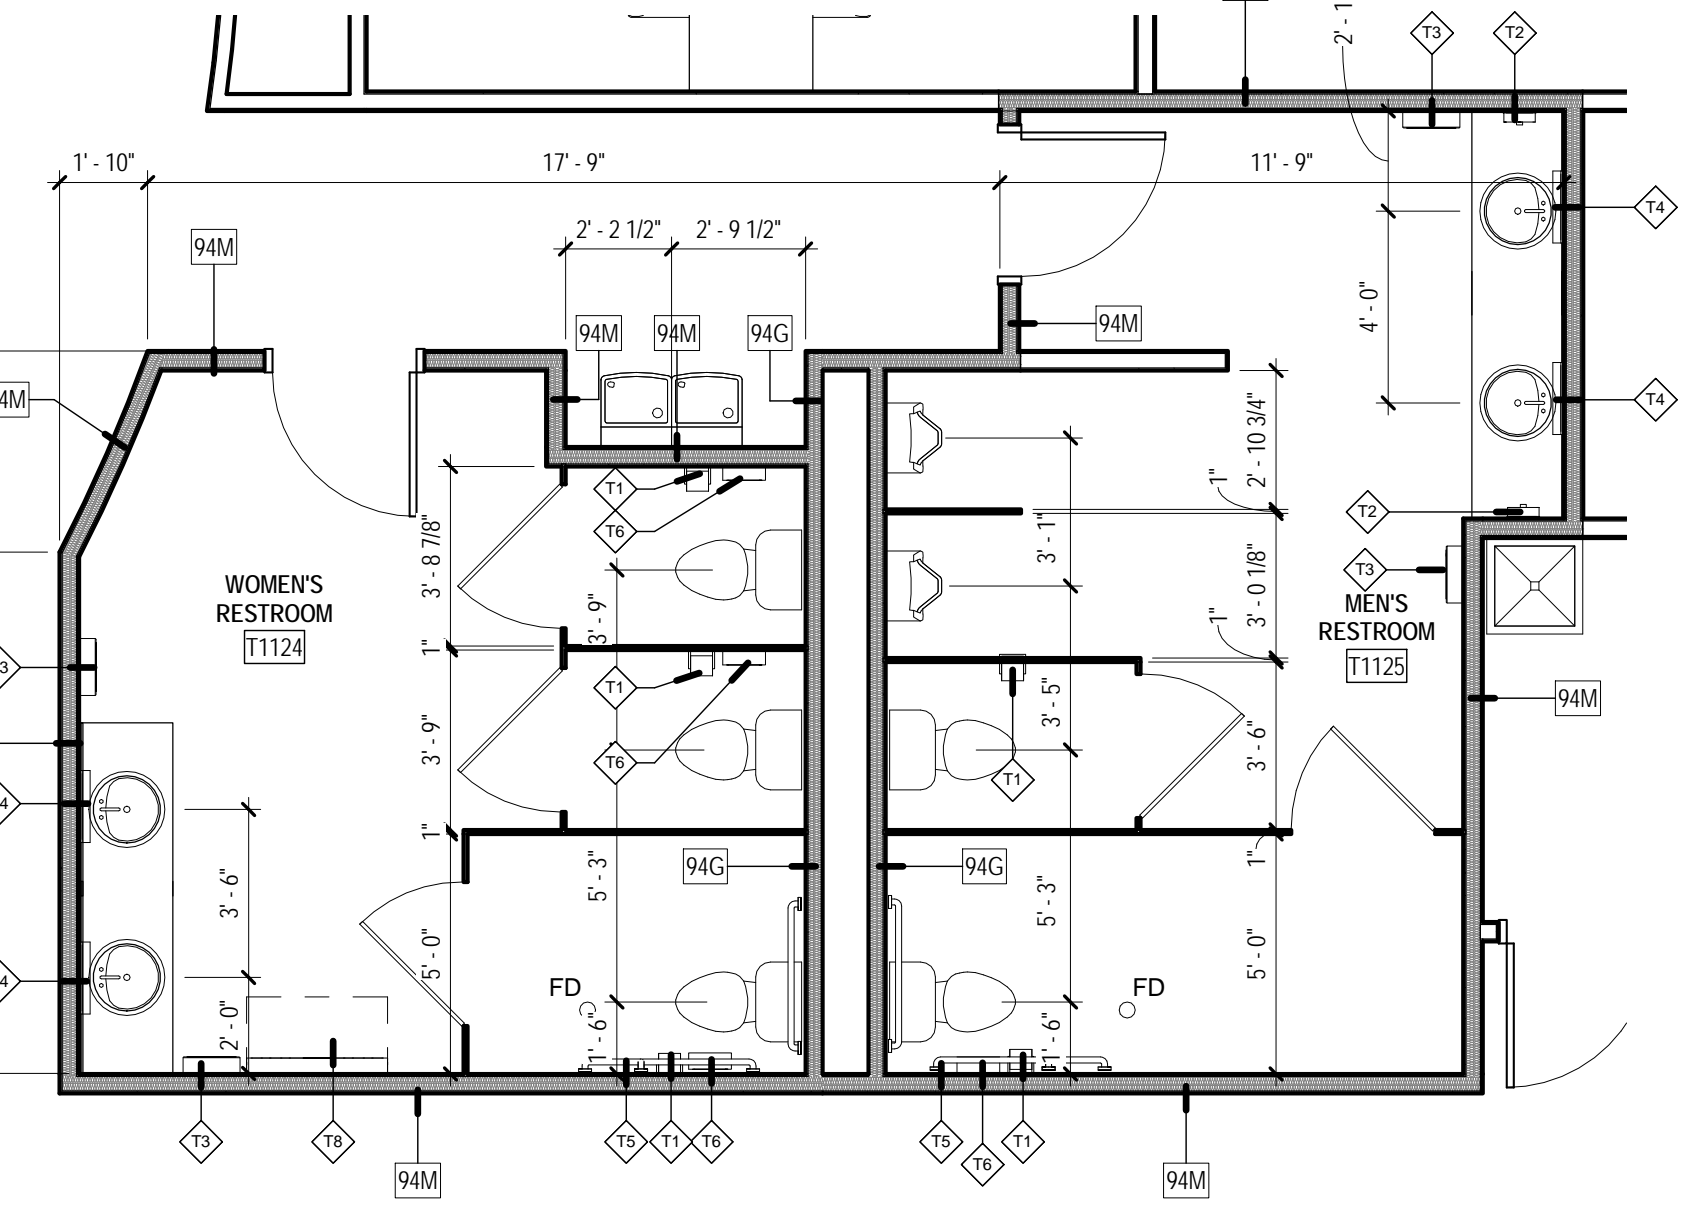 2' - 1
T3
T2
1' - 10"
17' - 9"
11' - 9"
T4
94M
2' - 2 1/2"
2' - 9 1/2"
4' - 0"
94M
94M
94G
94M
4M
T4
2' - 10 3/4"
1"
T1
T6
3' - 8 7/8"
3' - 9"
3' - 1"
T2
T3
3' - 0 1/8"
1"
WOMEN'S
RESTROOM
T1124
MEN'S
RESTROOM
T1125
1"
3
T1
3' - 9"
T6
3' - 5"
T1
3' - 6"
94M
4
1"
1"
94G
94G
3' - 6"
5' - 3"
5' - 3"
5' - 0"
5' - 0"
4
FD
FD
2' - 0"
1' - 6"
1' - 6"
T3
T8
T5
T1
T6
T5
T6
T1
94M
94M